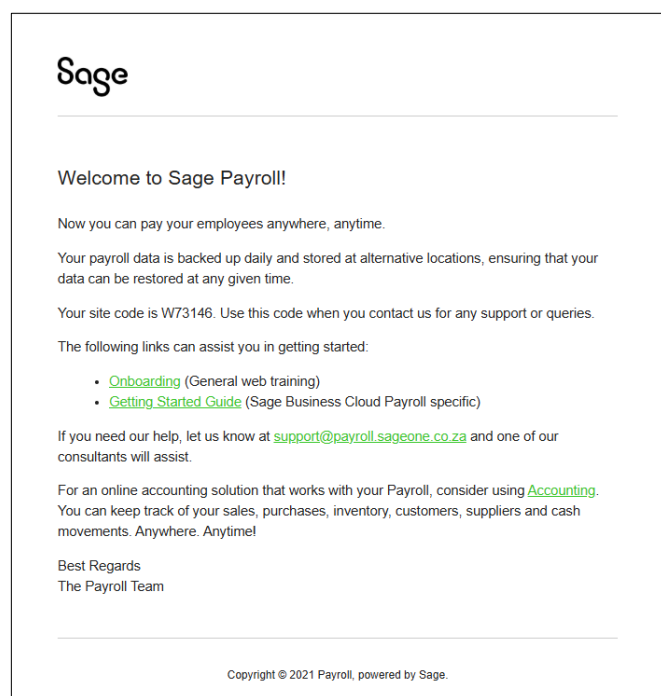 Sage
Welcome to Sage Payroll!
Now you can pay your employees anywhere, anytime.
Your payroll data is backed up daily and stored at alternative locations, ensuring that your
data can be restored at any given time.
Your site code is W73146. Use this code when you contact us for any support or queries.
The following links can assist you in getting started:
• Onboarding (General web training)
• Getting Started Guide (Sage Business Cloud Payroll specific)
If you need our help, let us know at support@payroll.sageone.co.za and one of our
consultants will assist.
For an online accounting solution that works with your Payroll, consider using Accounting.
You can keep track of your sales, purchases, inventory, customers, suppliers and cash
movements. Anywhere. Anytime!
Best Regards
The Payroll Team
Copyright © 2021 Payroll, powered by Sage.